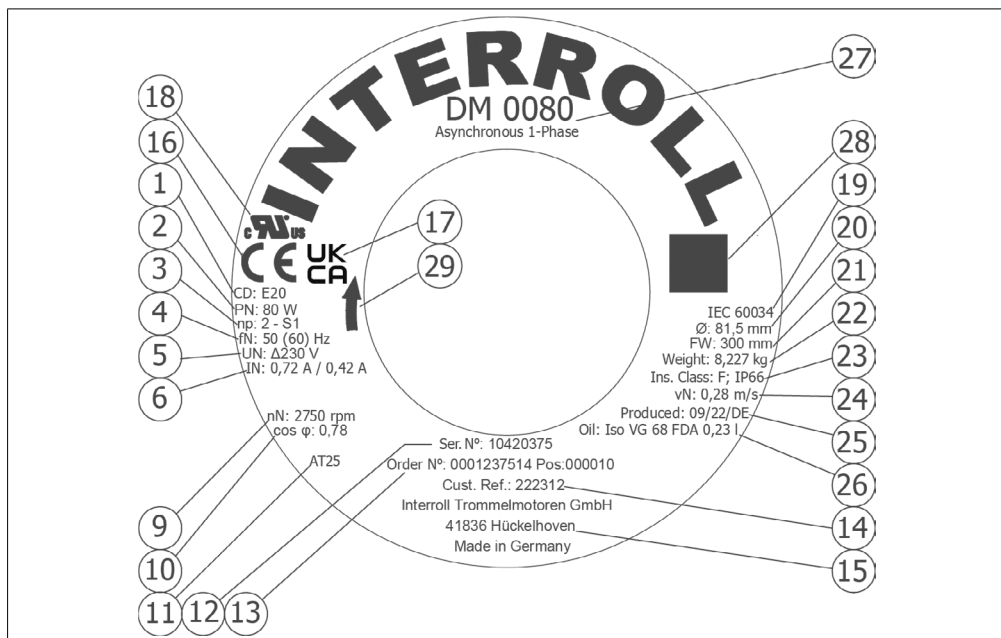 INTERROLL
DM 0080
Asynchronous 1-Phase
c RU US
CE
UK
CA
CD: E20
PN: 80 W
np: 2 - S1
fN: 50 (60) Hz
UN: Δ230 V
IN: 0,72 A / 0,42 A
nN: 2750 rpm
cos φ: 0,78
AT25
IEC 60034
Ø: 81,5 mm
FW: 300 mm
Weight: 8,227 kg
Ins. Class: F; IP66
vN: 0,28 m/s
Produced: 09/22/DE
Oil: Iso VG 68 FDA 0,23 l
Ser. Nº: 10420375
Order Nº: 0001237514 Pos:000010
Cust. Ref.: 222312
Interroll Trommelmotoren GmbH
41836 Hückelhoven
Made in Germany
18
16
1
2
3
4
5
6
9
10
11
12
13
17
29
27
28
19
20
21
22
23
24
25
26
14
15